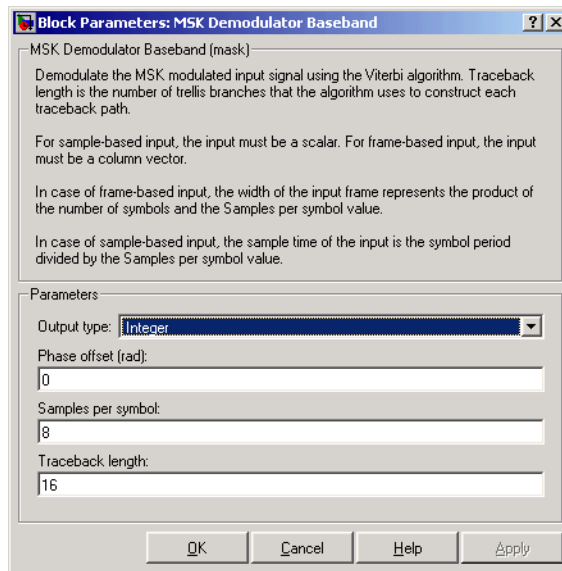 Block Parameters: MSK Demodulator Baseband
MSK Demodulator Baseband (mask)
Demodulate the MSK modulated input signal using the Viterbi algorithm. Traceback
length is the number of trellis branches that the algorithm uses to construct each
traceback path.
For sample-based input, the input must be a scalar. For frame-based input, the input
must be a column vector.
In case of frame-based input, the width of the input frame represents the product of
the number of symbols and the Samples per symbol value.
In case of sample-based input, the sample time of the input is the symbol period
divided by the Samples per symbol value.
Parameters
Output type: Integer
Phase offset (rad):
0
Samples per symbol:
8
Traceback length:
16
OK Cancel Help Apply